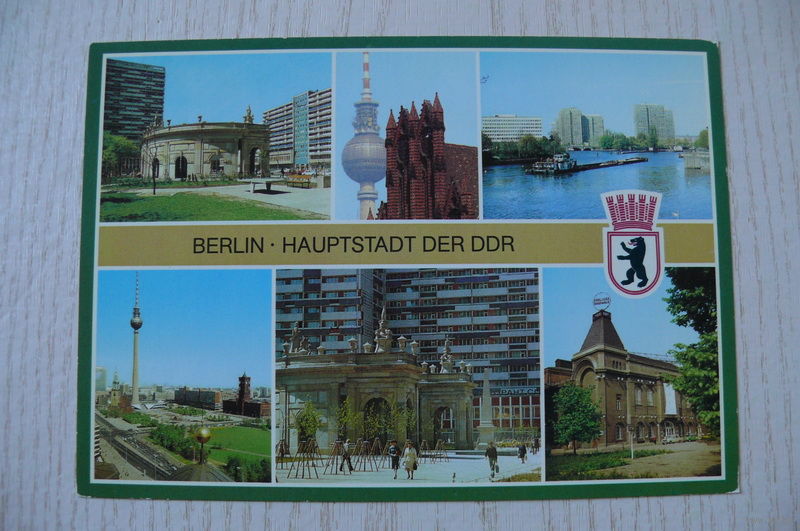 BERLIN · HAUPTSTADT DER DDR